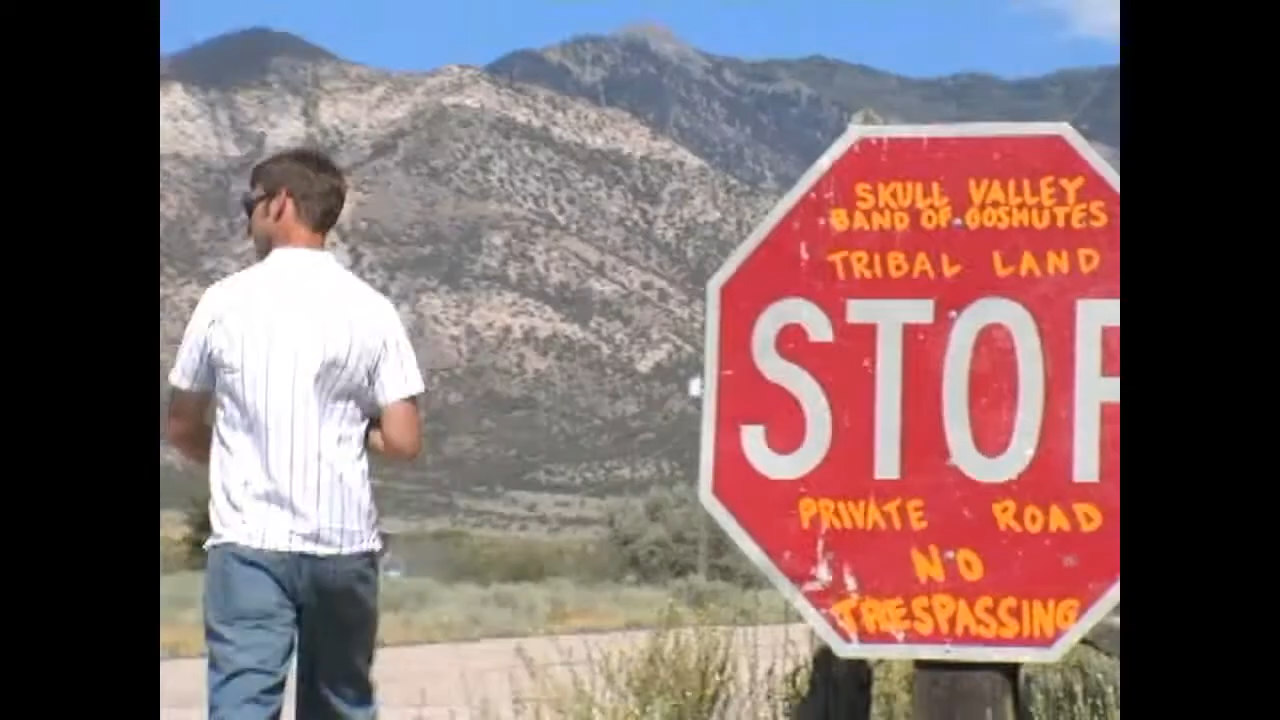 SKULL VALLEY
BAND OF GOSHUTES
TRIBAL LAND
STOP
PRIVATE ROAD
NO
TRESPASSING